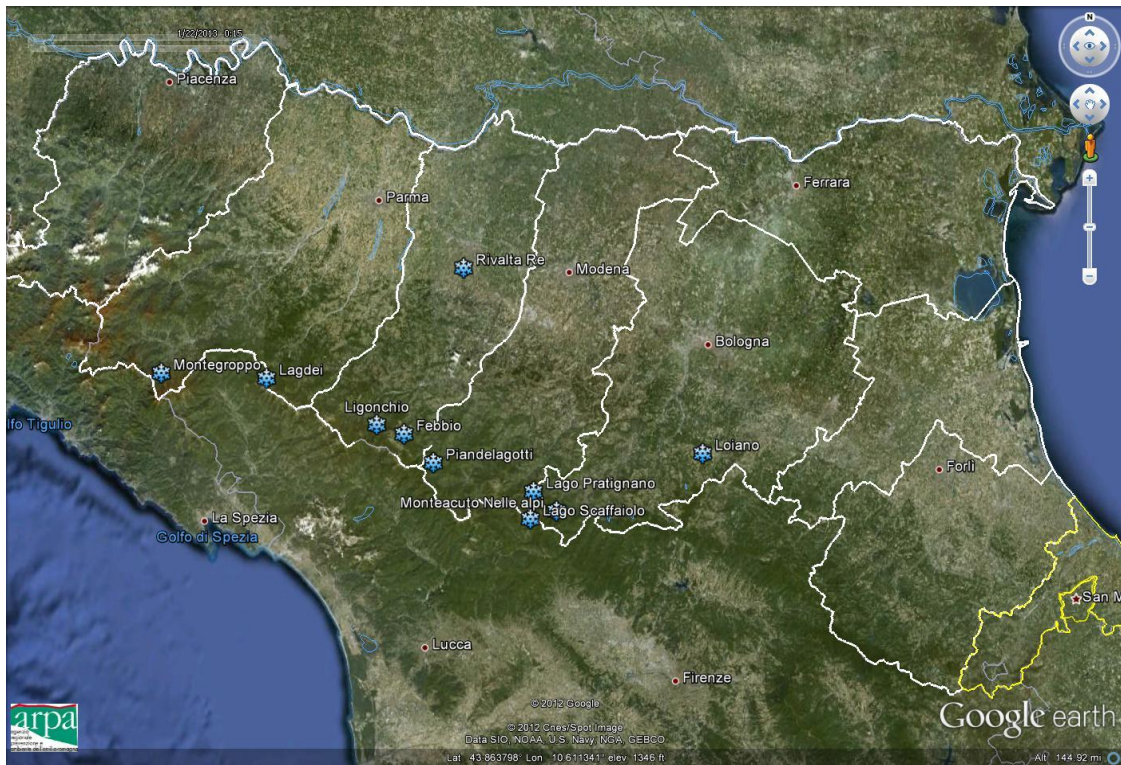 1/22/2013 0:15
N
Piacenza
Ferrara
Parma
Rivalta Re
Modena
Bologna
Montegroppo
Lagdei
Ligonchio
lfo Tigulio
Febbio
Loiano
Piandelagotti
Forlì
Lago Pratignano
Monteacuto Nelle alpi
Lago Scaffaiolo
La Spezia
Golfo di Spezia
San M
Lucca
Firenze
© 2012 Google
© 2012 Cnes/Spot Image
Data SIO, NOAA, U.S. Navy, NGA, GEBCO
Google earth
arpa
Lat 43.863798° Lon 10.611341° elev 1346 ft
Alt 144.92 mi